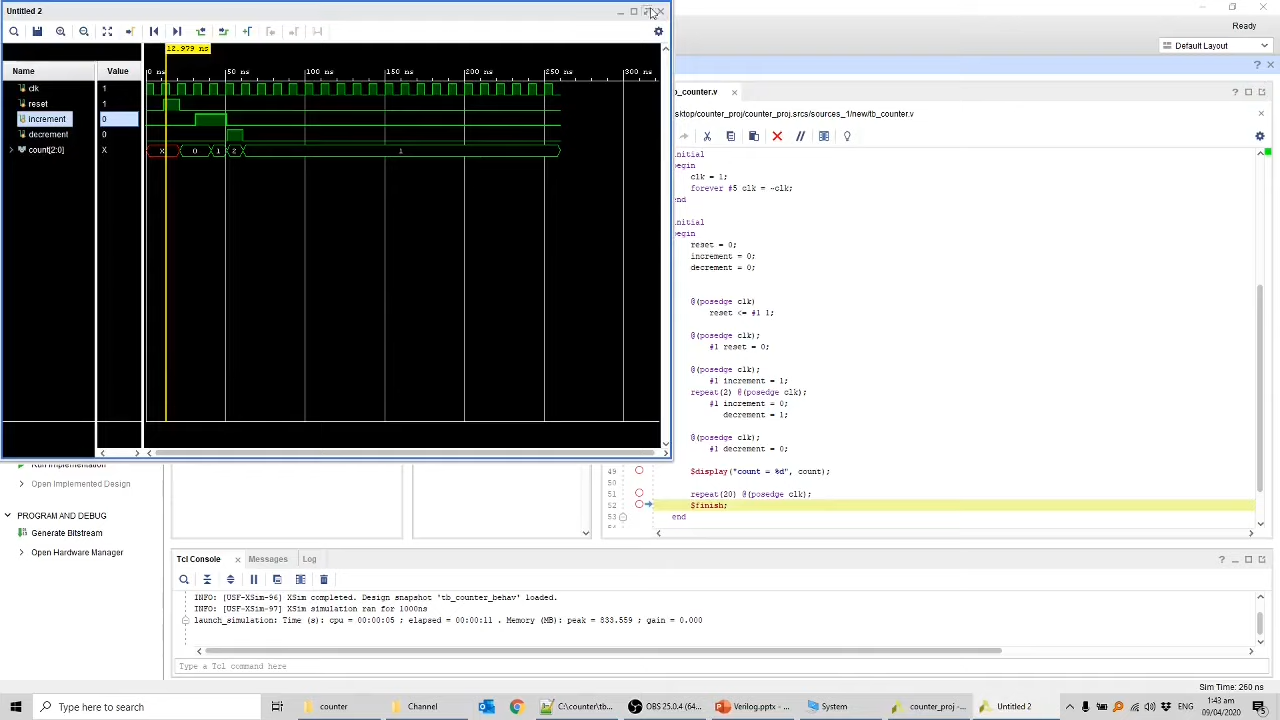 Untitled 2
Ready
Default Layout
12.979 ns
Name
Value
0 ns
50 ns
100 ns
150 ns
200 ns
250 ns
300 ns
clk
1
reset
1
increment
0
decrement
0
count[2:0]
X
X
0
1
2
1
b_counter.v
sktop/counter_proj/counter_proj.srcs/sources_1/new/tb_counter.v
initial
begin
clk = 1;
forever #5 clk = ~clk;
end
initial
begin
reset = 0;
increment = 0;
decrement = 0;
@(posedge clk)
reset <= #1 1;
@(posedge clk);
#1 reset = 0;
@(posedge clk);
#1 increment = 1;
repeat(2) @(posedge clk);
#1 increment = 0;
decrement = 1;
@(posedge clk);
#1 decrement = 0;
49
$display("count = %d", count);
50
51
repeat(20) @(posedge clk);
52
$finish;
53
end
Run Implementation
Open Implemented Design
PROGRAM AND DEBUG
Generate Bitstream
Open Hardware Manager
Tcl Console
Messages
Log
INFO: [USF-XSim-96] XSim completed. Design snapshot 'tb_counter_behav' loaded.
INFO: [USF-XSim-97] XSim simulation ran for 1000ns
launch_simulation: Time (s): cpu = 00:00:05 ; elapsed = 00:00:11 . Memory (MB): peak = 833.559 ; gain = 0.000
Type a Tcl command here
Sim Time: 260 ns
Type here to search
counter
Channel
C:\counter\tb...
OBS 25.0.4 (64...
Verilog.pptx - ...
System
counter_proj - ...
Untitled 2
ENG
1:43 am
09/04/2020